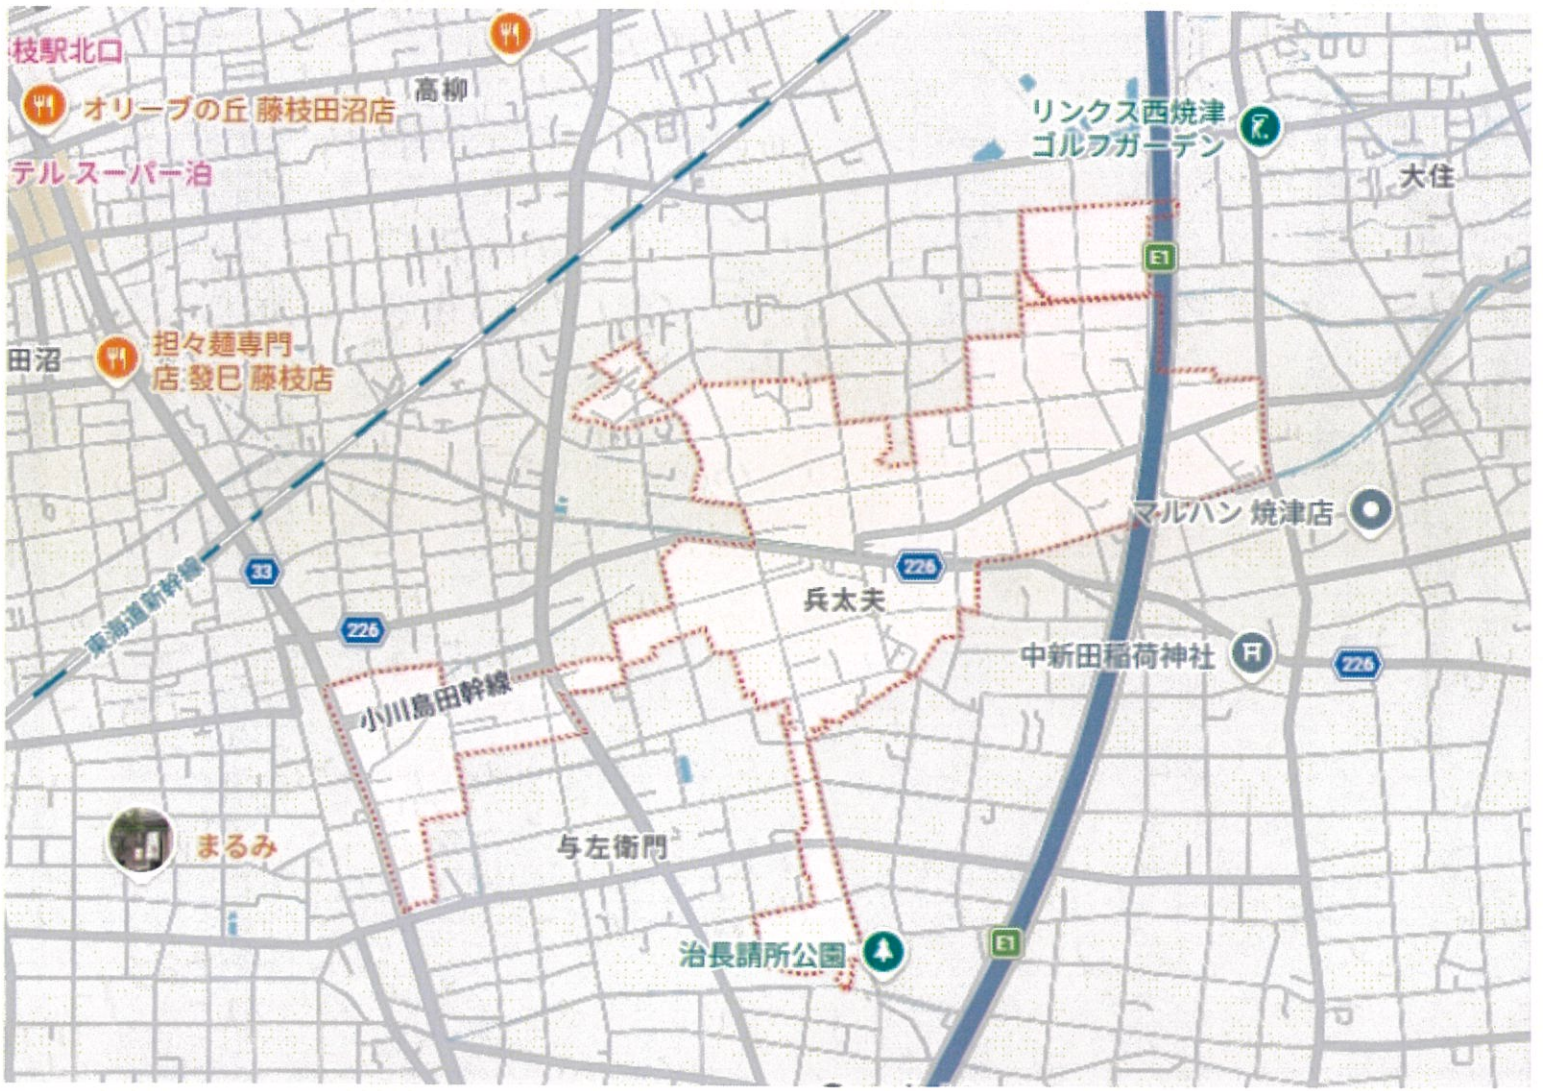 枝駅北口
オリーブの丘 藤枝田沼店
高柳
リンクス西焼津
ゴルフガーデン
大住
テル スーパー泊
E1
担々麺専門
店 發巳 藤枝店
田沼
マルハン 焼津店
33
226
226
兵太夫
東海道新幹線
中新田稲荷神社
226
小川島田幹線
まるみ
与左衛門
治長請所公園
E1